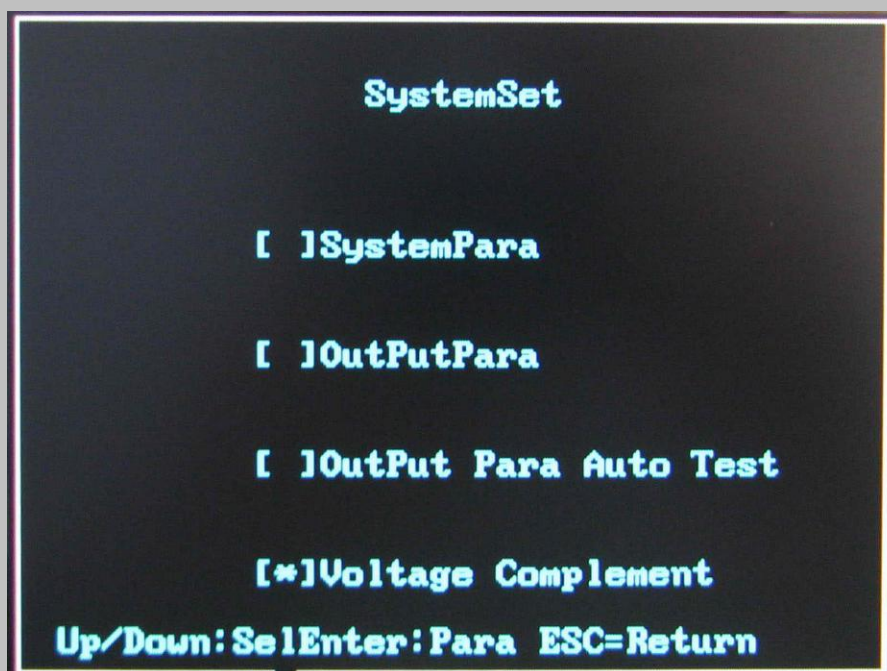 SystemSet
[ ]SystemPara
[ ]OutPutPara
[ ]OutPut Para Auto Test
[*]Voltage Complement
Up/Down:SelEnter:Para ESC=Return